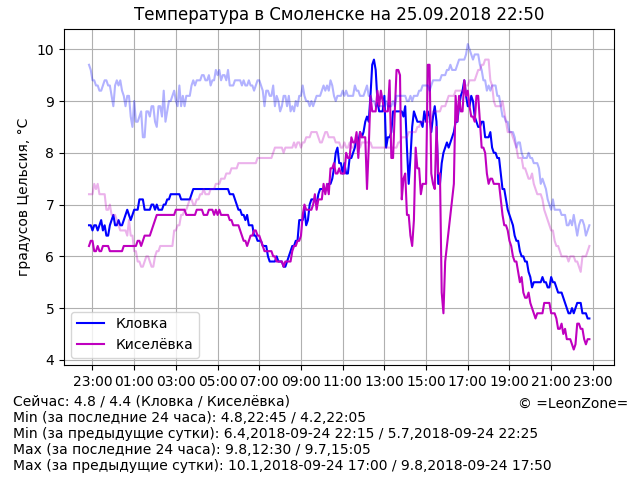 Температура в Смоленске на 25.09.2018 22:50
градусов Цельсия, °C
10
9
8
7
6
5
4
Кловка
Киселёвка
23:00 01:00 03:00 05:00 07:00 09:00 11:00 13:00 15:00 17:00 19:00 21:00 23:00
Сейчас: 4.8 / 4.4 (Кловка / Киселёвка)
© =LeonZone=
Min (за последние 24 часа): 4.8,22:45 / 4.2,22:05
Min (за предыдущие сутки): 6.4,2018-09-24 22:15 / 5.7,2018-09-24 22:25
Max (за последние 24 часа): 9.8,12:30 / 9.7,15:05
Max (за предыдущие сутки): 10.1,2018-09-24 17:00 / 9.8,2018-09-24 17:50